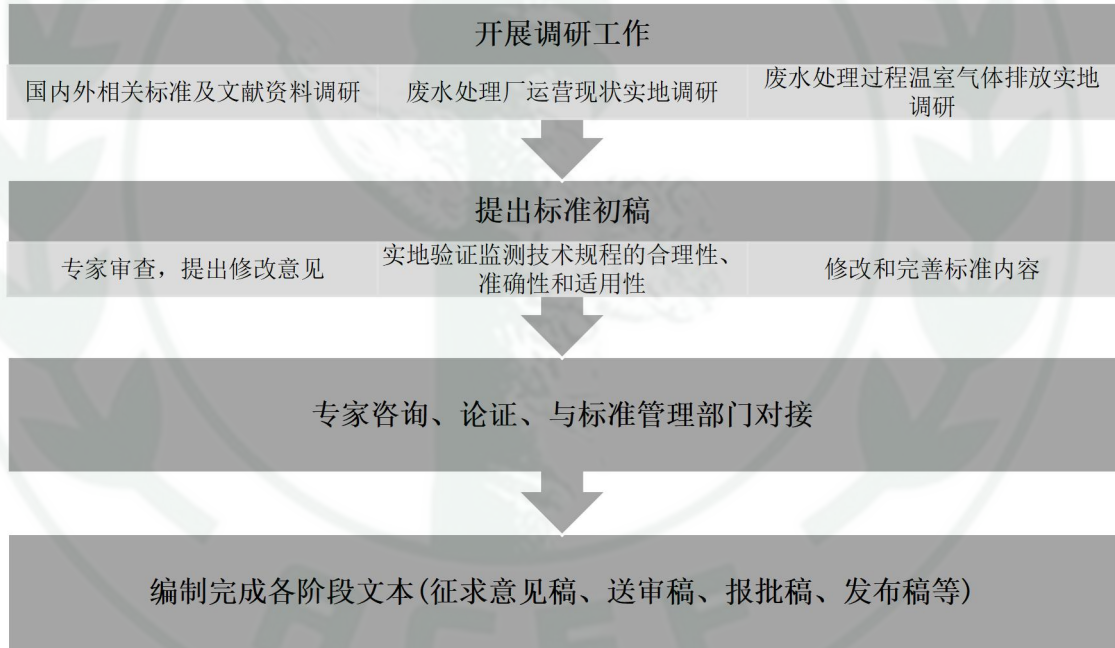 开展调研工作
国内外相关标准及文献资料调研
废水处理厂运营现状实地调研
废水处理过程温室气体排放实地
调研
提出标准初稿
专家审查，提出修改意见
实地验证监测技术规程的合理性、
准确性和适用性
修改和完善标准内容
专家咨询、论证、与标准管理部门对接
编制完成各阶段文本(征求意见稿、送审稿、报批稿、发布稿等)